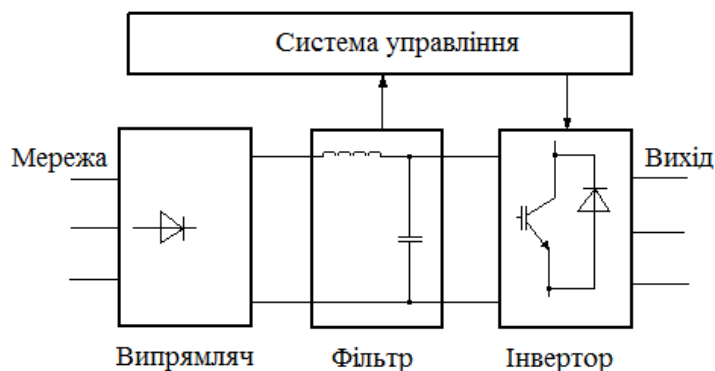 Система управління
Мережа
Вихід
Випрямляч
Фільтр
Інвертор